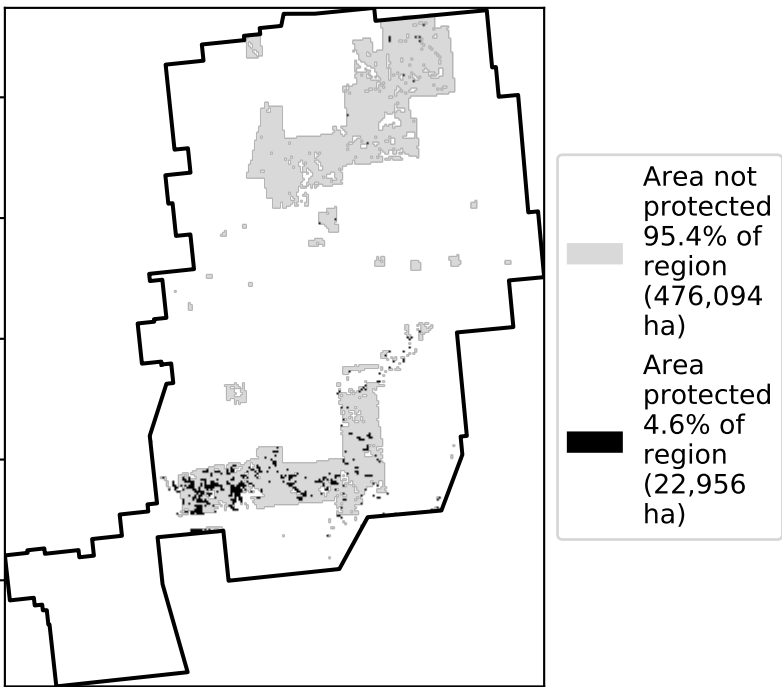 Area not
protected
95.4% of
region
(476,094
ha)
Area
protected
4.6% of
region
(22,956
ha)